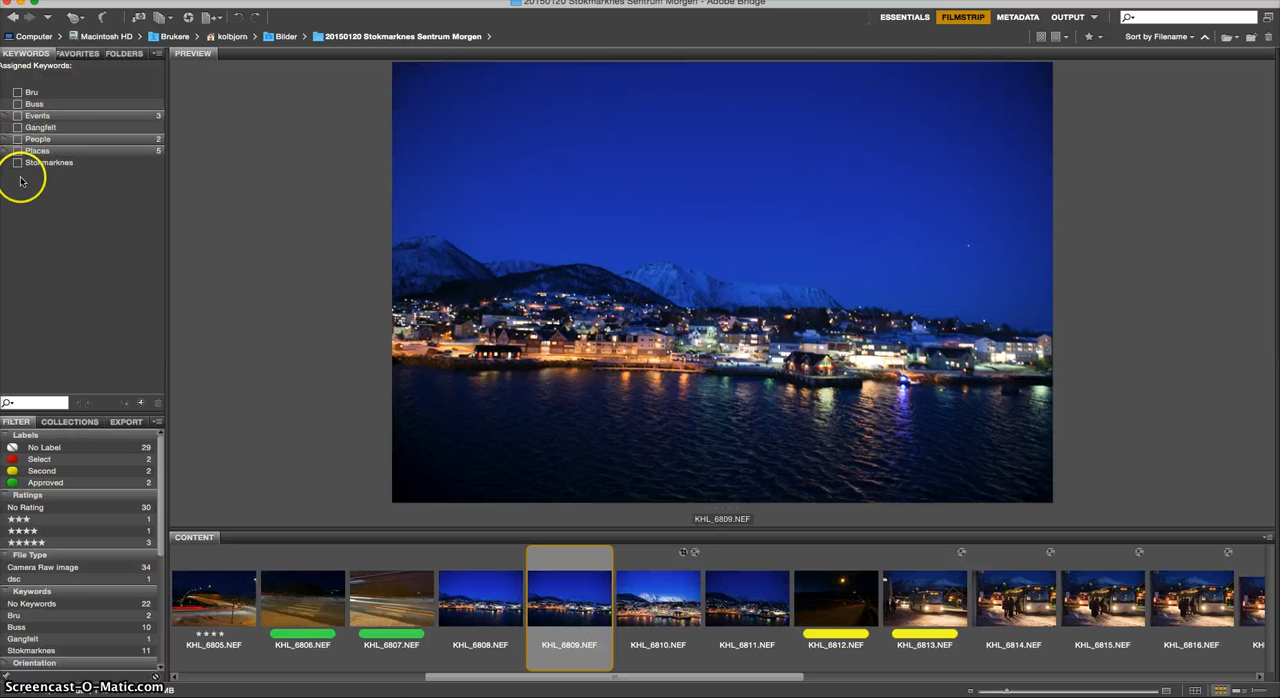 20150120 Stokmarknes Sentrum Morgen - Adobe Bridge
ESSENTIALS FILMSTRIP METADATA OUTPUT
Computer Macintosh HD Brukere kolbjorn Bilder 20150120 Stokmarknes Sentrum Morgen Sort by Filename
KEYWORDS FAVORITES FOLDERS PREVIEW
Assigned Keywords:
Bru
Buss
Events 3
Gangfelt
People 2
Places 5
Stokmarknes
KHL_6809.NEF
FILTER COLLECTIONS EXPORT
Labels
No Label 29
Select 2
Second 2
Approved 2
Ratings
No Rating 30
★★★ 1
★★★★ 1
★★★★★ 3
File Type
Camera Raw image 34
dsc 1
Keywords
No Keywords 22
Bru 2
Buss 10
Gangfelt 1
Stokmarknes 11
Orientation
CONTENT
KHL_6805.NEF KHL_6806.NEF KHL_6807.NEF KHL_6808.NEF KHL_6809.NEF KHL_6810.NEF KHL_6811.NEF KHL_6812.NEF KHL_6813.NEF KHL_6814.NEF KHL_6815.NEF KHL_6816.NEF KH
Screencast-O-Matic.com MB